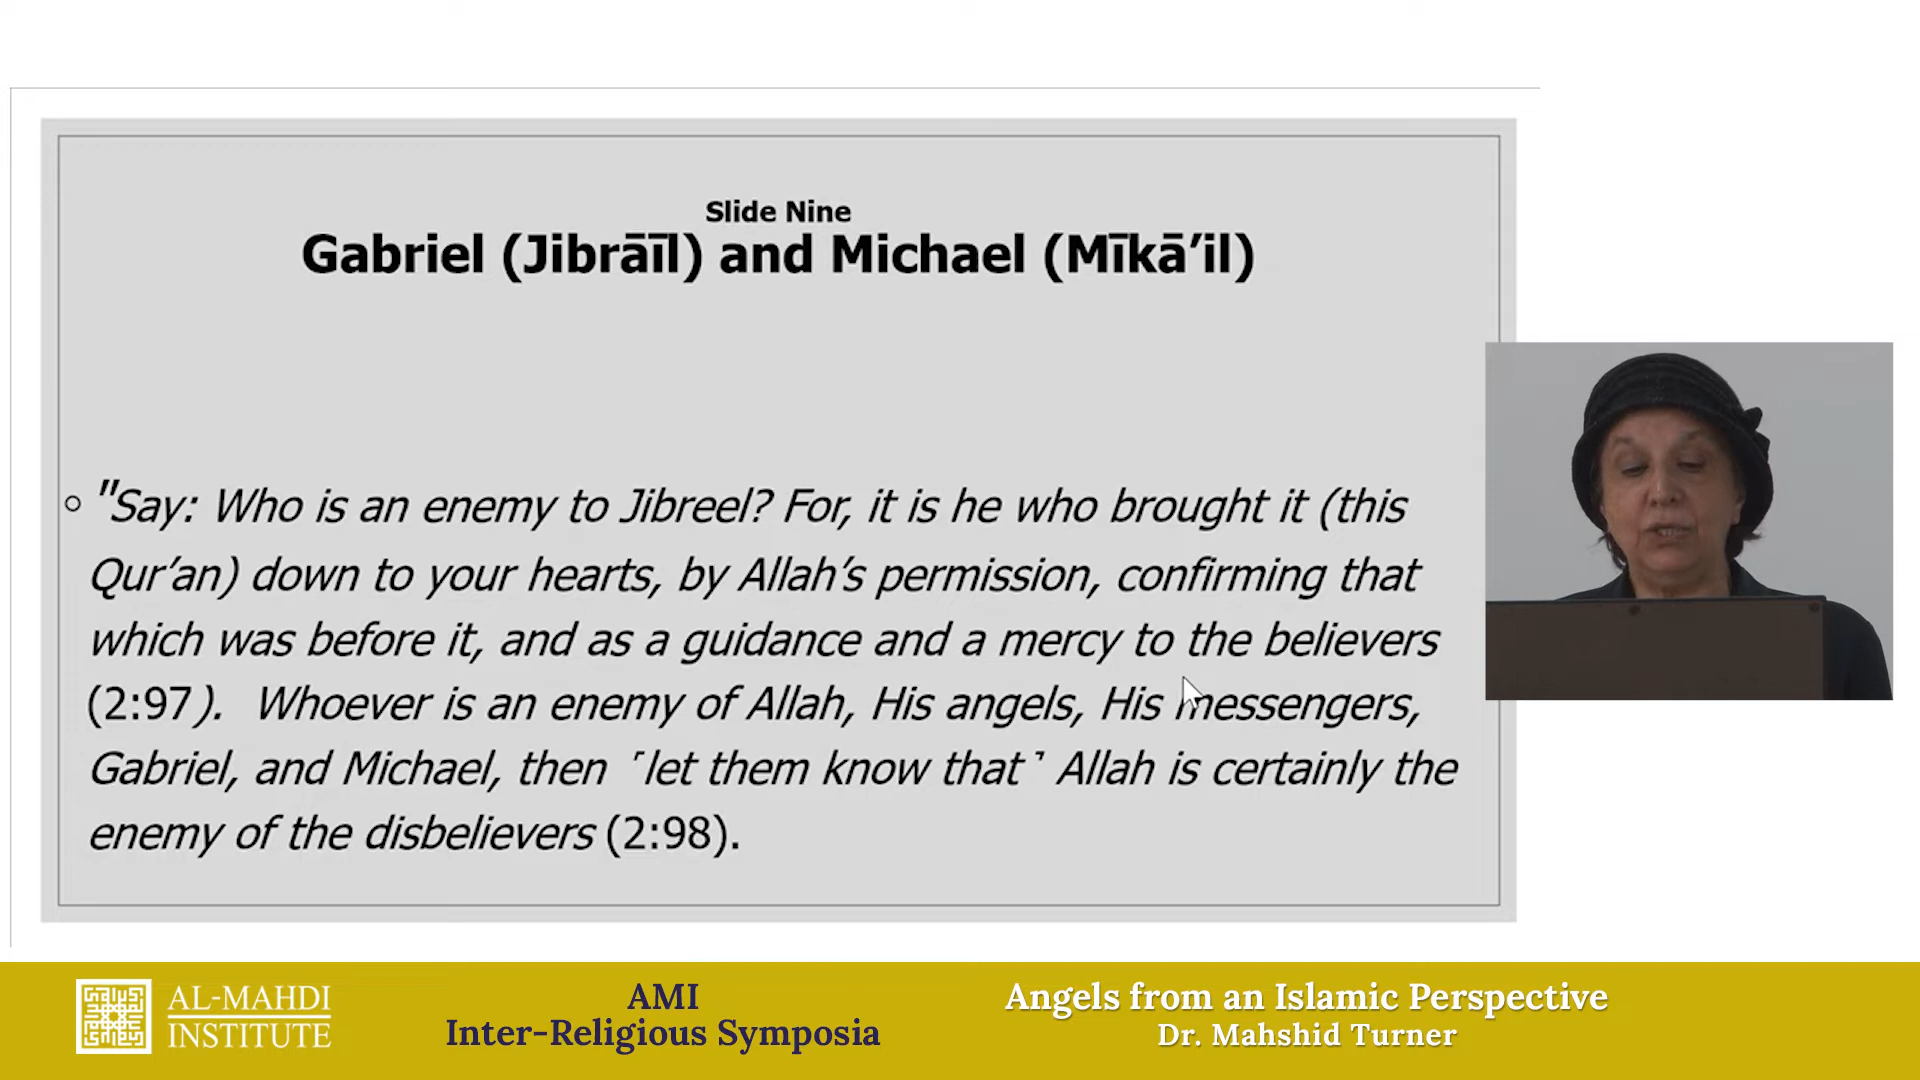 Slide Nine
Gabriel (Jibrāīl) and Michael (Mīkā’il)
"Say: Who is an enemy to Jibreel? For, it is he who brought it (this
Qur’an) down to your hearts, by Allah’s permission, confirming that
which was before it, and as a guidance and a mercy to the believers
(2:97). Whoever is an enemy of Allah, His angels, His messengers,
Gabriel, and Michael, then ˹let them know that˺ Allah is certainly the
enemy of the disbelievers (2:98).
AL-MAHDI
INSTITUTE
AMI
Inter-Religious Symposia
Angels from an Islamic Perspective
Dr. Mahshid Turner